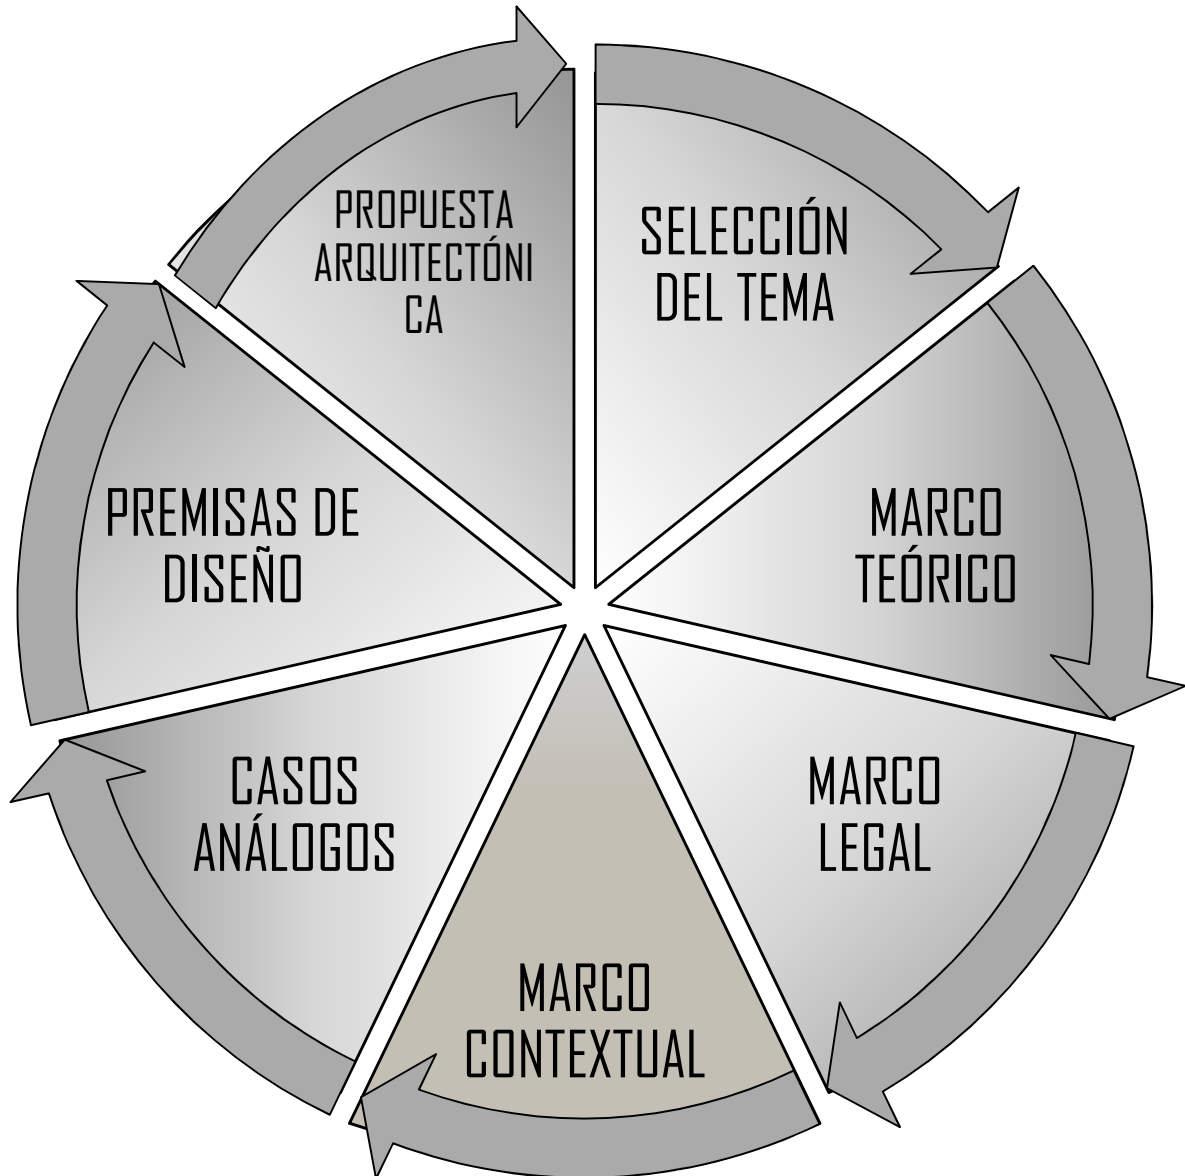 SELECCIÓN
DEL TEMA
MARCO
TEÓRICO
MARCO
LEGAL
MARCO
CONTEXTUAL
CASOS
ANÁLOGOS
PREMISAS DE
DISEÑO
PROPUESTA
ARQUITECTÓNI
CA